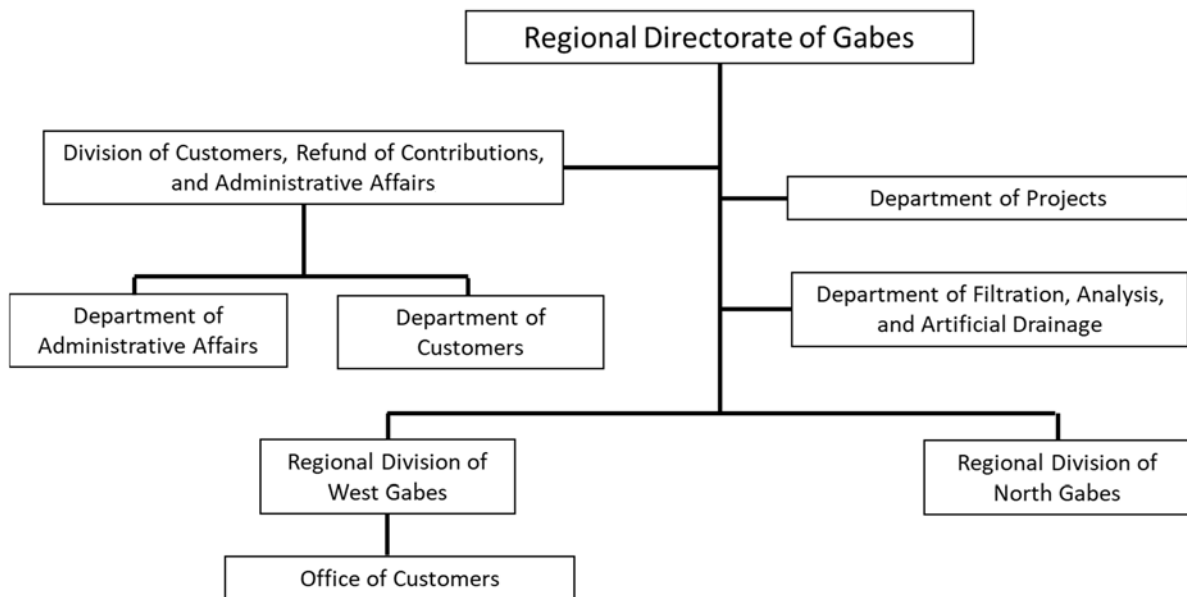 Regional Directorate of Gabes
Division of Customers, Refund of Contributions,
and Administrative Affairs
Department of Projects
Department of
Administrative Affairs
Department of
Customers
Department of Filtration, Analysis,
and Artificial Drainage
Regional Division of
West Gabes
Regional Division of
North Gabes
Office of Customers